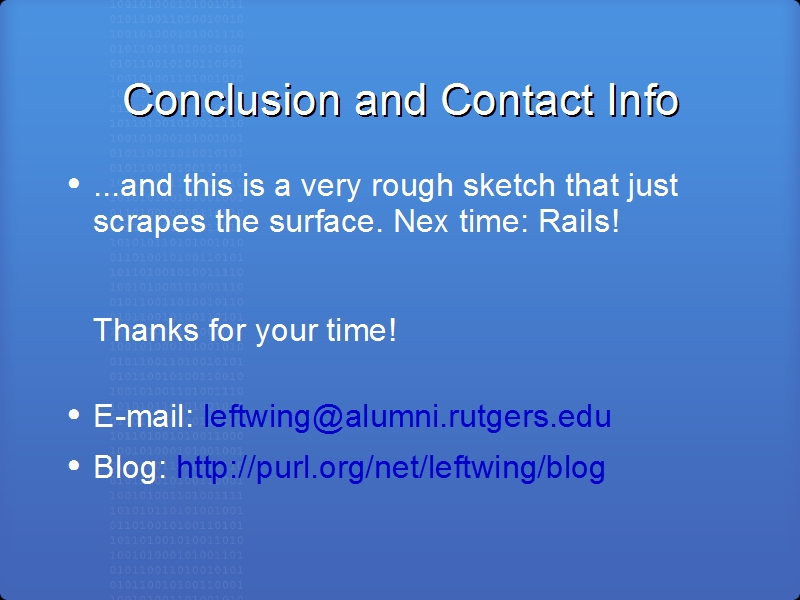 Conclusion and Contact Info
● ...and this is a very rough sketch that just
scrapes the surface. Nex time: Rails!
Thanks for your time!
● E-mail: leftwing@alumni.rutgers.edu
● Blog: http://purl.org/net/leftwing/blog